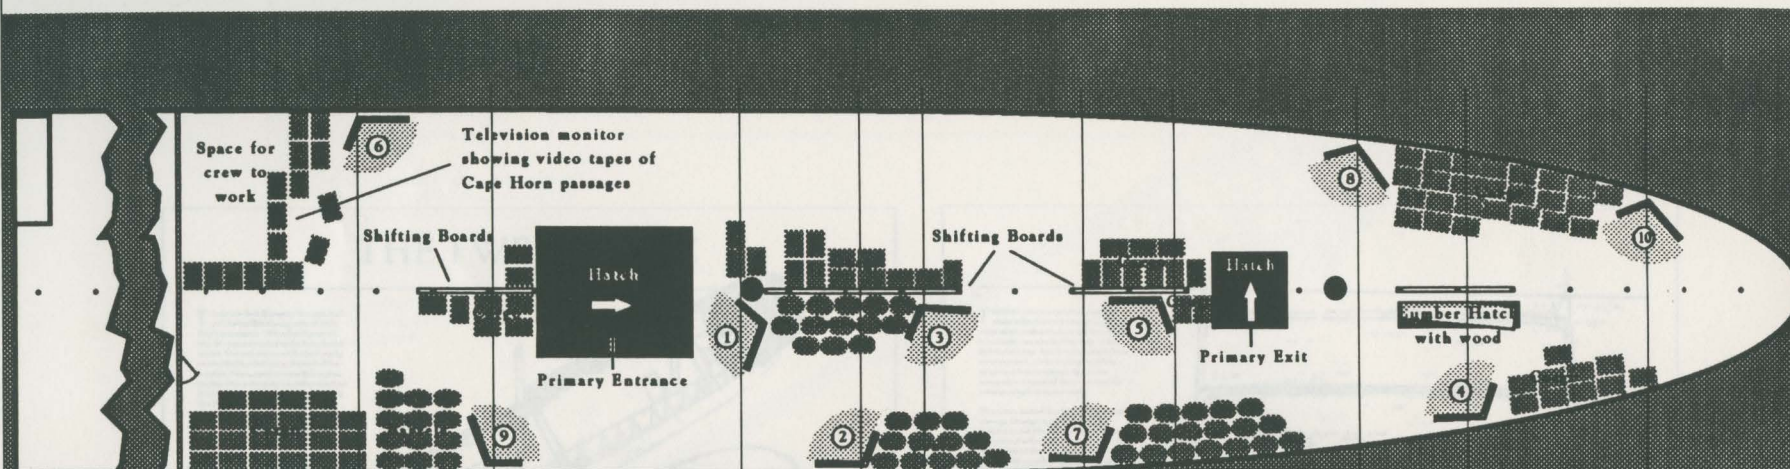 Space for
crew to
work
6
Television monitor
showing video tapes of
Cape Horn passages
Shifting Boards
Hatch
Primary Entrance
Shifting Boards
1
3
5
Hatch
Primary Exit
8
10
Lumber Hatch
with wood
4
9
2
7